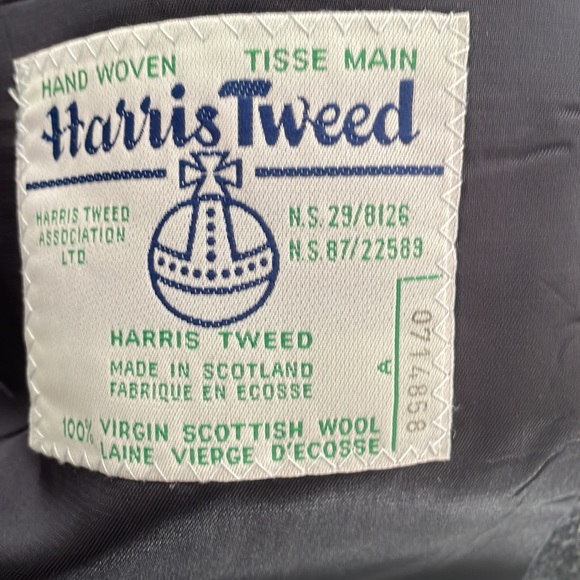 HAND WOVEN TISSE MAIN
Harris Tweed
HARRIS TWEED
ASSOCIATION
LTD.
N.S. 29/8126
N.S. 87/22589
HARRIS TWEED
MADE IN SCOTLAND
FABRIQUE EN ECOSSE
100% VIRGIN SCOTTISH WOOL
LAINE VIERGE D'ECOSSE
A
0714858